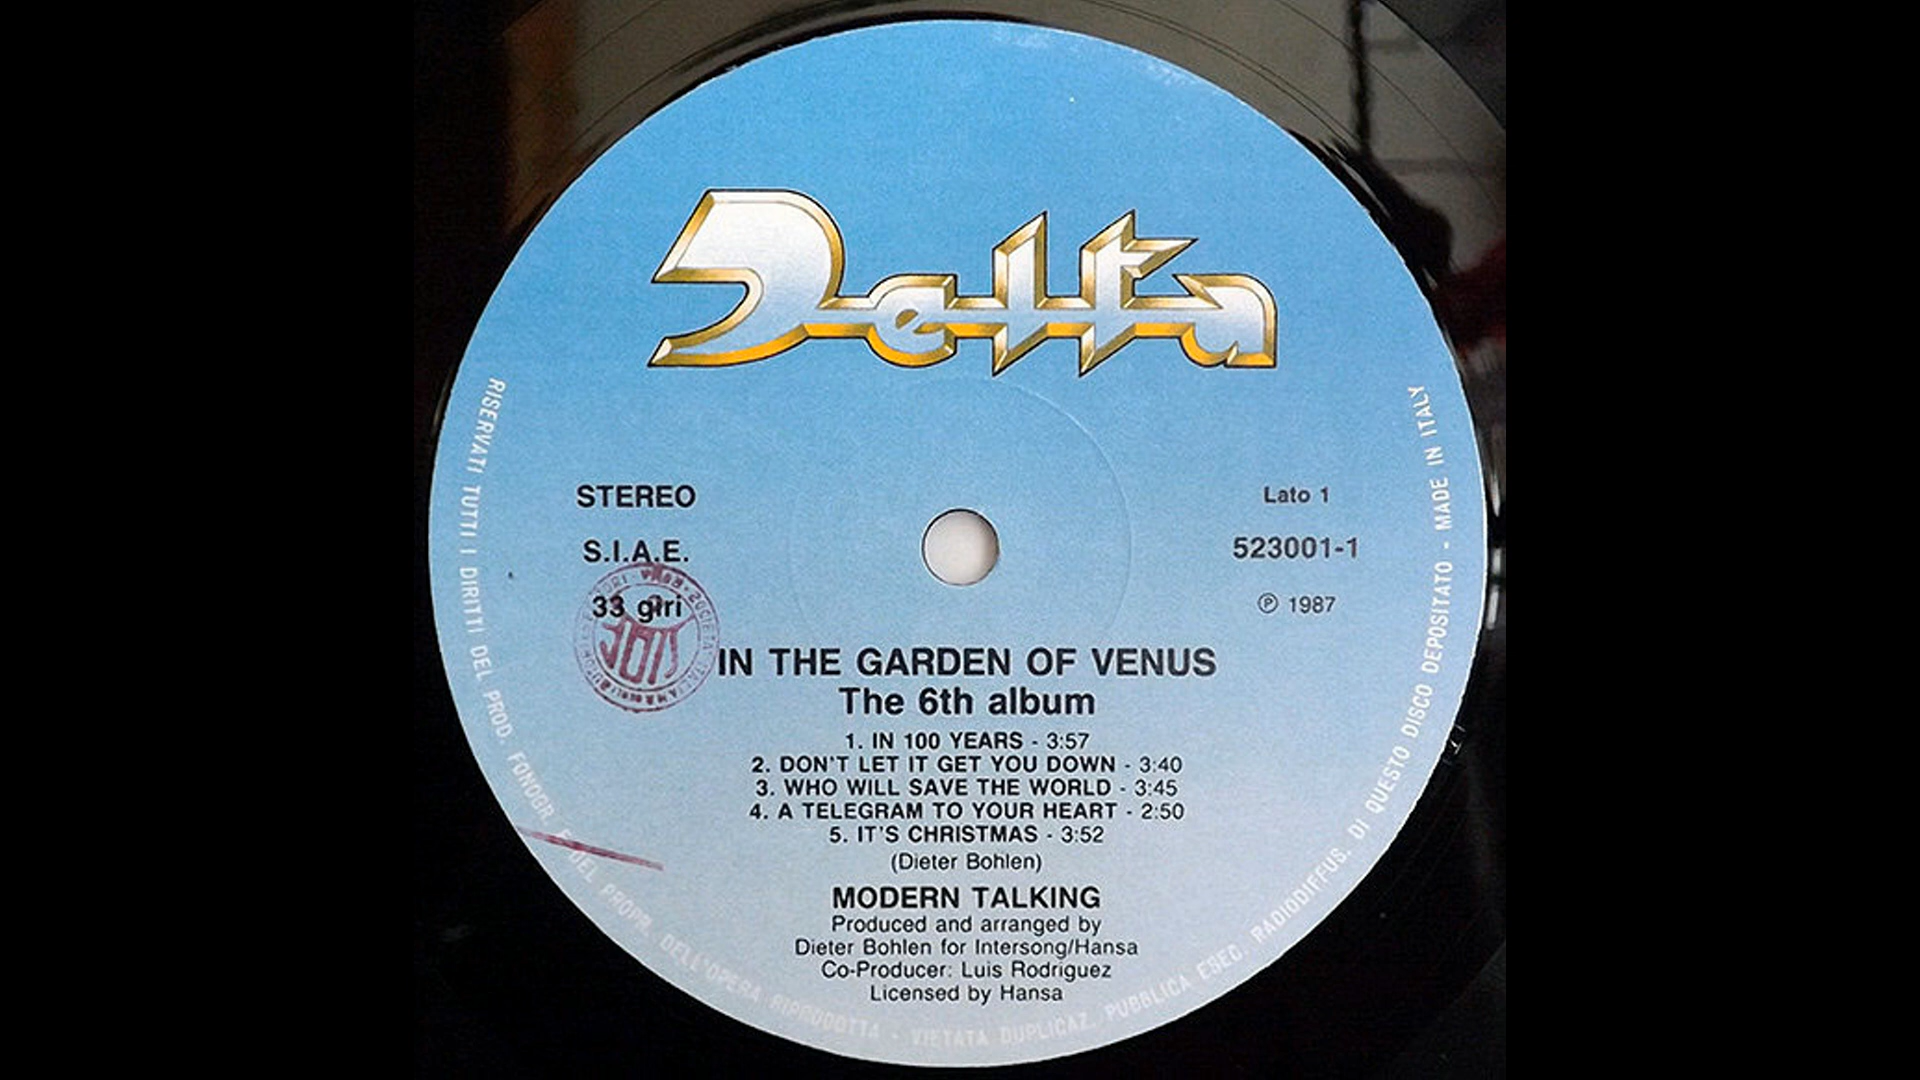 Delta
STEREO
Lato 1
S.I.A.E.
523001-1
33 giri
℗ 1987
IN THE GARDEN OF VENUS
The 6th album
1. IN 100 YEARS - 3:57
2. DON'T LET IT GET YOU DOWN - 3:40
3. WHO WILL SAVE THE WORLD - 3:45
4. A TELEGRAM TO YOUR HEART - 2:50
5. IT'S CHRISTMAS - 3:52
(Dieter Bohlen)
MODERN TALKING
Produced and arranged by
Dieter Bohlen for Intersong/Hansa
Co-Producer: Luis Rodriguez
Licensed by Hansa
RISERVATI TUTTI I DIRITTI DEL PROD. FONOGR. E DEL PROPR. DELL'OPERA RIPRODOTTA - VIETATA DUPLICAZ. PUBBLICA ESEC. RADIODIFFUS. DI QUESTO DISCO DEPOSITATO - MADE IN ITALY